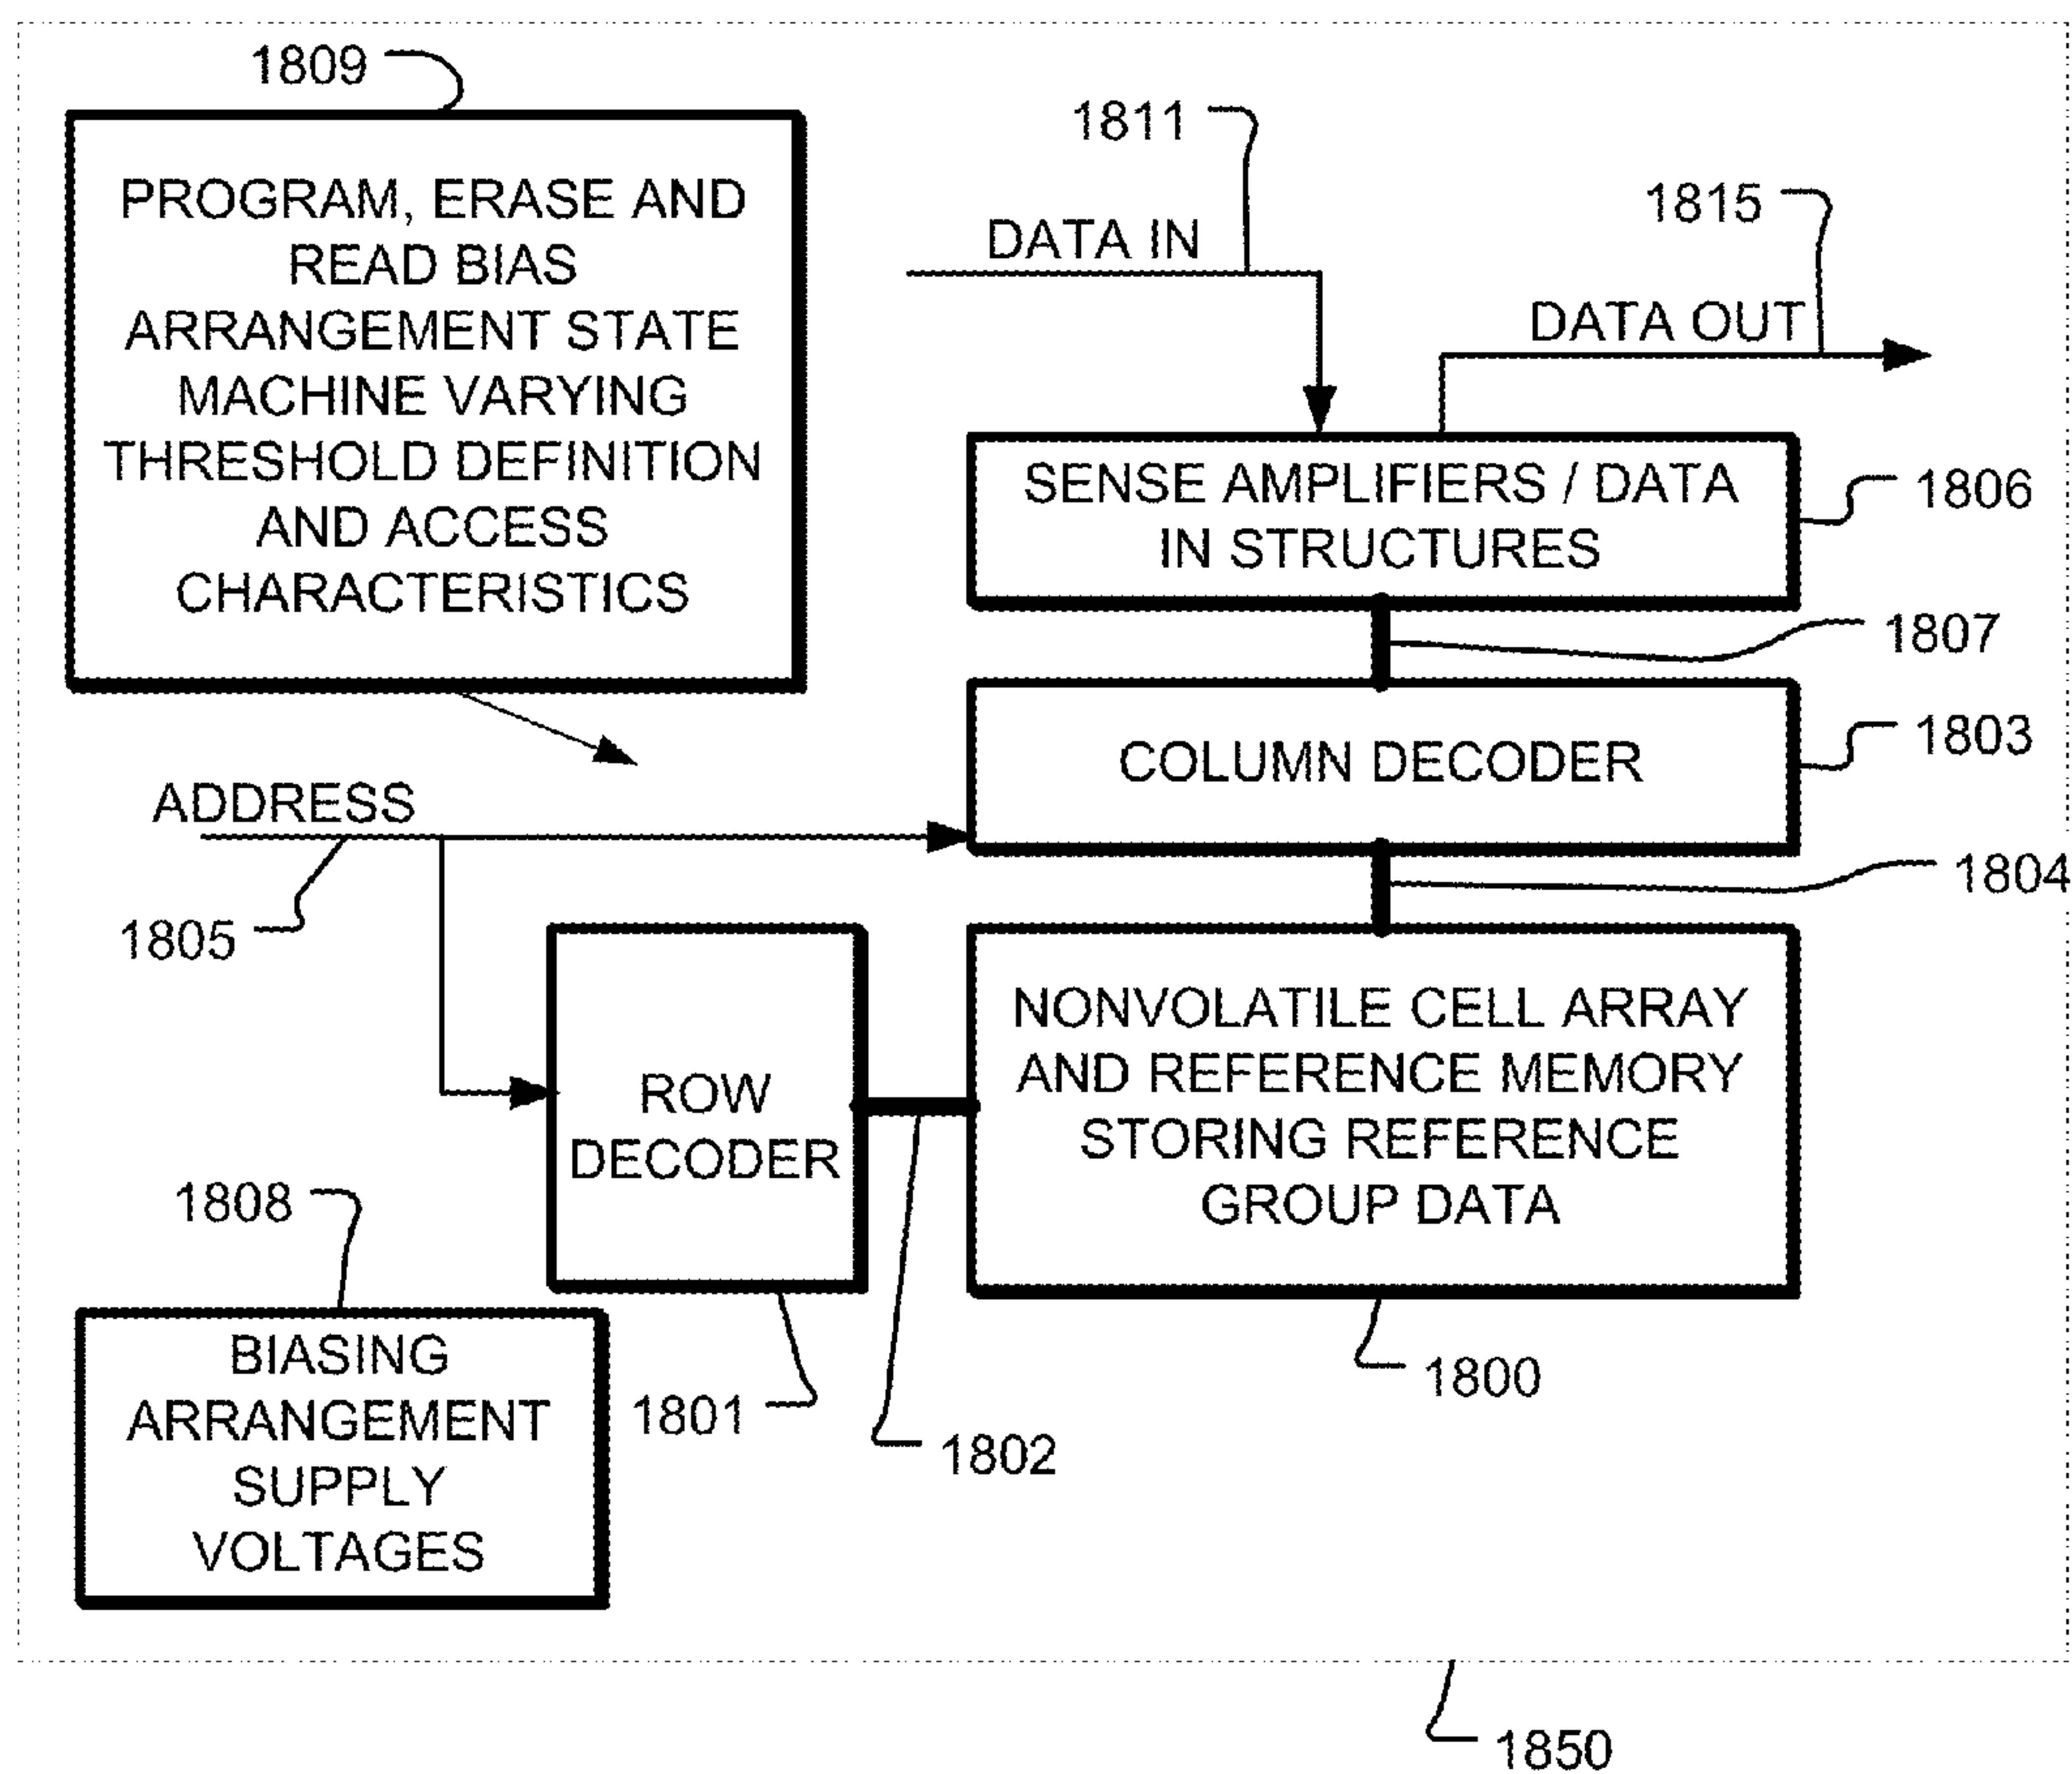 1809
PROGRAM, ERASE AND
READ BIAS
ARRANGEMENT STATE
MACHINE VARYING
THRESHOLD DEFINITION
AND ACCESS
CHARACTERISTICS
1811
DATA IN
1815
DATA OUT
SENSE AMPLIFIERS / DATA
IN STRUCTURES
1806
1807
COLUMN DECODER
1803
ADDRESS
1805
1804
ROW
DECODER
NONVOLATILE CELL ARRAY
AND REFERENCE MEMORY
STORING REFERENCE
GROUP DATA
1808
BIASING
ARRANGEMENT
SUPPLY
VOLTAGES
1801
1802
1800
1850